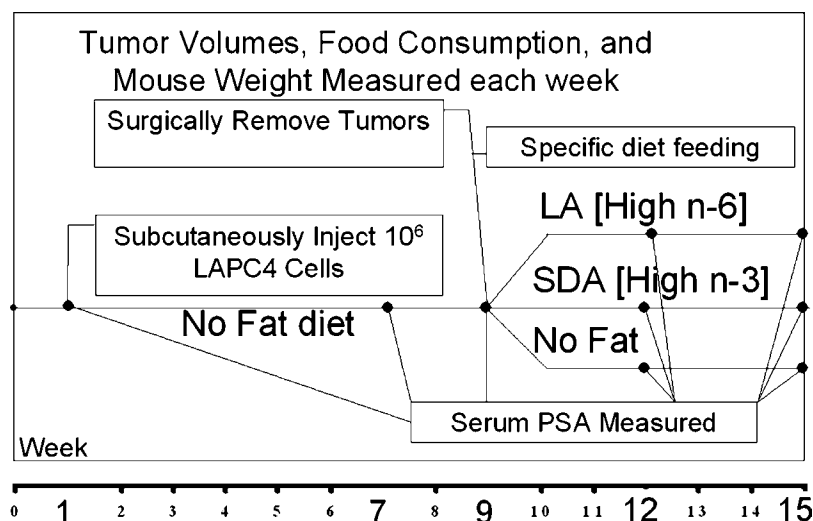 Tumor Volumes, Food Consumption, and
Mouse Weight Measured each week
Surgically Remove Tumors
Specific diet feeding
LA [High n-6]
Subcutaneously Inject 10⁶
LAPC4 Cells
SDA [High n-3]
No Fat diet
No Fat
Serum PSA Measured
Week
0 1 2 3 4 5 6 7 8 9 10 11 12 13 14 15